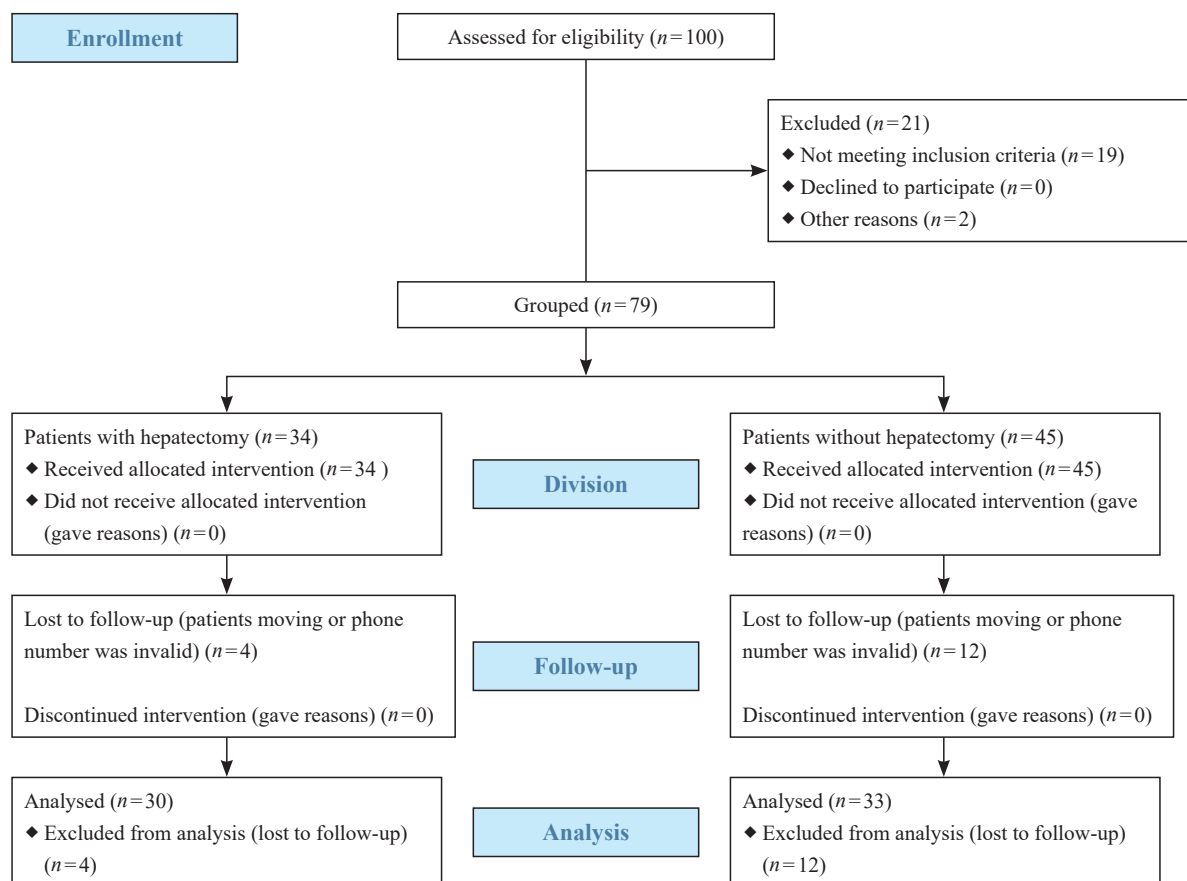 Enrollment
Assessed for eligibility (n=100)
Excluded (n=21)
◆ Not meeting inclusion criteria (n=19)
◆ Declined to participate (n=0)
◆ Other reasons (n=2)
Grouped (n=79)
Patients with hepatectomy (n=34)
◆ Received allocated intervention (n=34 )
◆ Did not receive allocated intervention
(gave reasons) (n=0)
Division
Patients without hepatectomy (n=45)
◆ Received allocated intervention (n=45)
◆ Did not receive allocated intervention (gave
reasons) (n=0)
Lost to follow-up (patients moving or phone
number was invalid) (n=4)
Discontinued intervention (gave reasons) (n=0)
Follow-up
Lost to follow-up (patients moving or phone
number was invalid) (n=12)
Discontinued intervention (gave reasons) (n=0)
Analysed (n=30)
◆ Excluded from analysis (lost to follow-up)
(n=4)
Analysis
Analysed (n=33)
◆ Excluded from analysis (lost to follow-up)
(n=12)